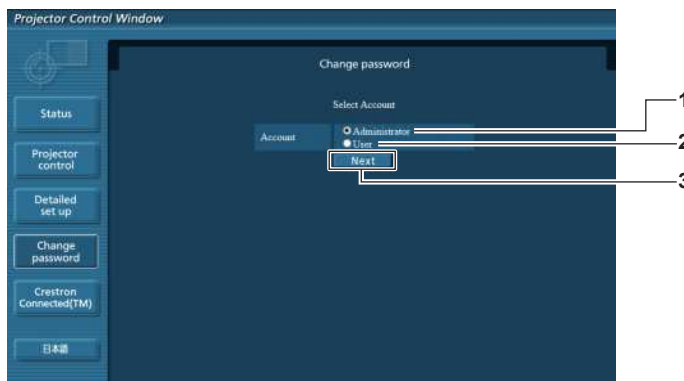 Projector Control Window
Change password
Select Account
Account
Administrator
User
Next
Status
Projector
control
Detailed
set up
Change
password
Crestron
Connected(TM)
日本語
1
2
3